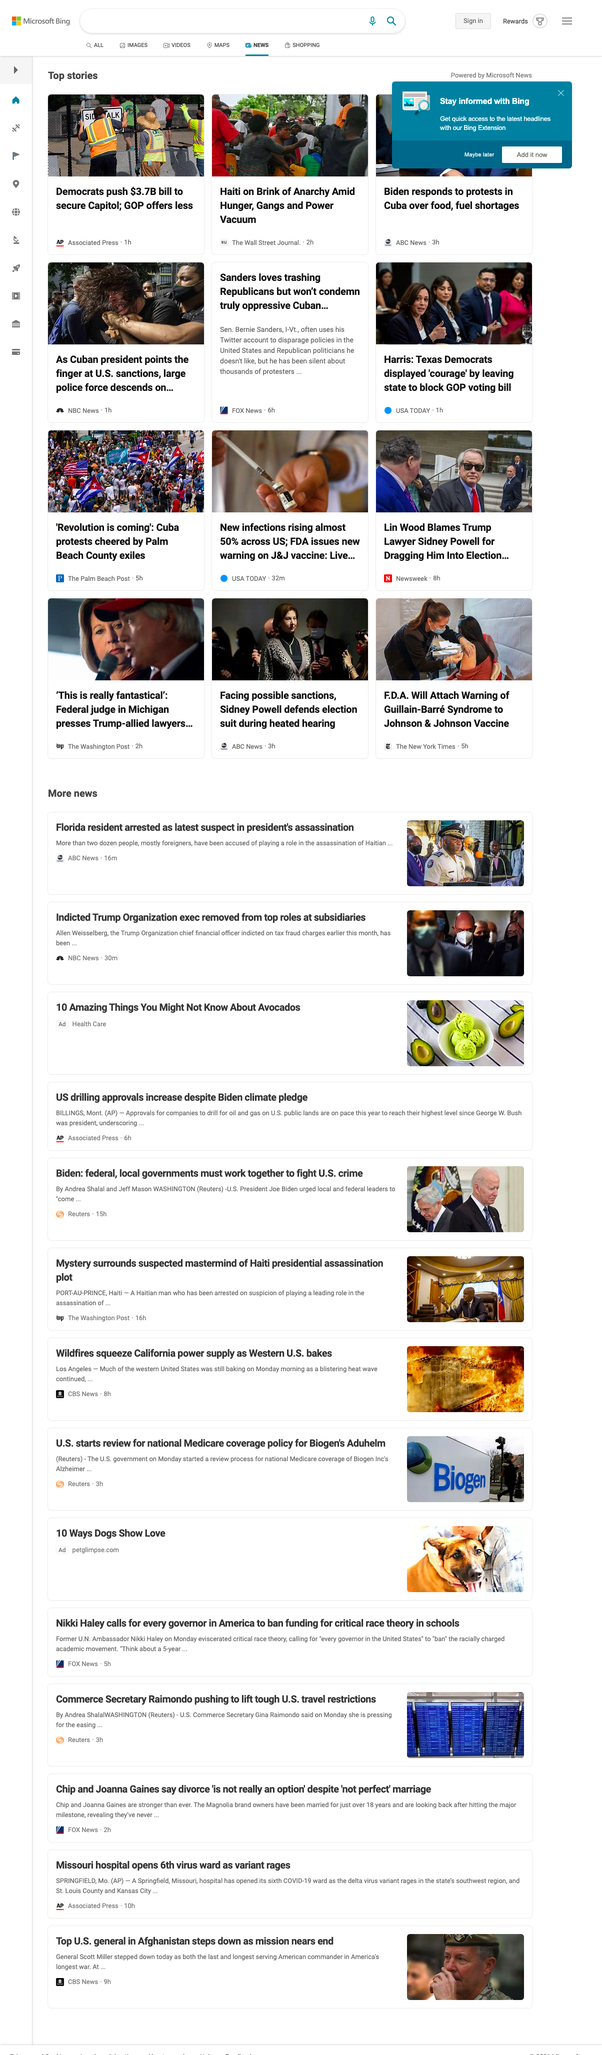 Microsoft Bing
Sign in
Rewards
ALL
IMAGES
VIDEOS
MAPS
NEWS
SHOPPING
Top stories
Powered by Microsoft News
Stay informed with Bing
Get quick access to the latest headlines
with our Bing Extension
Maybe later
Add it now
Democrats push $3.7B bill to
secure Capitol; GOP offers less
AP Associated Press · 1h
Haiti on Brink of Anarchy Amid
Hunger, Gangs and Power
Vacuum
The Wall Street Journal. · 2h
Biden responds to protests in
Cuba over food, fuel shortages
ABC News · 3h
As Cuban president points the
finger at U.S. sanctions, large
police force descends on...
NBC News · 1h
Sanders loves trashing
Republicans but won't condemn
truly oppressive Cuban...
Sen. Bernie Sanders, I-Vt., often uses his
Twitter account to disparage policies in the
United States and Republican politicians he
doesn't like, but he has been silent about
thousands of protesters ...
FOX News · 6h
Harris: Texas Democrats
displayed 'courage' by leaving
state to block GOP voting bill
USA TODAY · 1h
'Revolution is coming': Cuba
protests cheered by Palm
Beach County exiles
The Palm Beach Post · 5h
New infections rising almost
50% across US; FDA issues new
warning on J&J vaccine: Live...
USA TODAY · 32m
Lin Wood Blames Trump
Lawyer Sidney Powell for
Dragging Him Into Election...
N Newsweek · 8h
'This is really fantastical':
Federal judge in Michigan
presses Trump-allied lawyers...
wp The Washington Post · 2h
Facing possible sanctions,
Sidney Powell defends election
suit during heated hearing
ABC News · 3h
F.D.A. Will Attach Warning of
Guillain-Barré Syndrome to
Johnson & Johnson Vaccine
The New York Times · 5h
More news
Florida resident arrested as latest suspect in president's assassination
More than two dozen people, mostly foreigners, have been accused of playing a role in the assassination of Haitian ...
ABC News · 16m
Indicted Trump Organization exec removed from top roles at subsidiaries
Allen Weisselberg, the Trump Organization chief financial officer indicted on tax fraud charges earlier this month, has
been ...
NBC News · 30m
10 Amazing Things You Might Not Know About Avocados
Ad Health Care
US drilling approvals increase despite Biden climate pledge
BILLINGS, Mont. (AP) — Approvals for companies to drill for oil and gas on U.S. public lands are on pace this year to reach their highest level since George W. Bush
was president, underscoring ...
AP Associated Press · 6h
Biden: federal, local governments must work together to fight U.S. crime
By Andrea Shalal and Jeff Mason WASHINGTON (Reuters) -U.S. President Joe Biden urged local and federal leaders to
"come ...
Reuters · 15h
Mystery surrounds suspected mastermind of Haiti presidential assassination
plot
PORT-AU-PRINCE, Haiti — A Haitian man who has been arrested on suspicion of playing a leading role in the
assassination of ...
wp The Washington Post · 16h
Wildfires squeeze California power supply as Western U.S. bakes
Los Angeles — Much of the western United States was still baking on Monday morning as a blistering heat wave
continued, ...
CBS News · 8h
U.S. starts review for national Medicare coverage policy for Biogen's Aduhelm
(Reuters) - The U.S. government on Monday started a review process for national Medicare coverage of Biogen Inc's
Alzheimer ...
Reuters · 3h
Biogen
10 Ways Dogs Show Love
Ad petglimpse.com
Nikki Haley calls for every governor in America to ban funding for critical race theory in schools
Former U.N. Ambassador Nikki Haley on Monday eviscerated critical race theory, calling for "every governor in the United States" to "ban" the racially charged
academic movement. "Think about a 5-year ...
FOX News · 5h
Commerce Secretary Raimondo pushing to lift tough U.S. travel restrictions
By Andrea ShalalWASHINGTON (Reuters) - U.S. Commerce Secretary Gina Raimondo said on Monday she is pressing
for the easing ...
Reuters · 3h
Chip and Joanna Gaines say divorce 'is not really an option' despite 'not perfect' marriage
Chip and Joanna Gaines are stronger than ever. The Magnolia brand owners have been married for just over 18 years and are looking back after hitting the major
milestone, revealing they've never ...
FOX News · 2h
Missouri hospital opens 6th virus ward as variant rages
SPRINGFIELD, Mo. (AP) — A Springfield, Missouri, hospital has opened its sixth COVID-19 ward as the delta virus variant rages in the state's southwest region, and
St. Louis County and Kansas City ...
AP Associated Press · 10h
Top U.S. general in Afghanistan steps down as mission nears end
General Scott Miller stepped down today as both the last and longest serving American commander in America's
longest war. At ...
CBS News · 9h